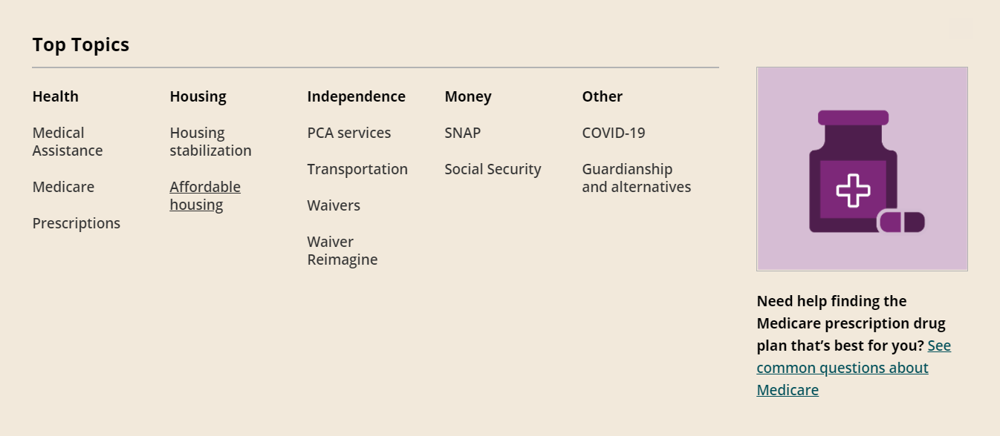 Top Topics
Health
Medical
Assistance
Medicare
Prescriptions
Housing
Housing
stabilization
Affordable
housing
Independence
PCA services
Transportation
Waivers
Waiver
Reimagine
Money
SNAP
Social Security
Other
COVID-19
Guardianship
and alternatives
Need help finding the
Medicare prescription drug
plan that’s best for you? See
common questions about
Medicare